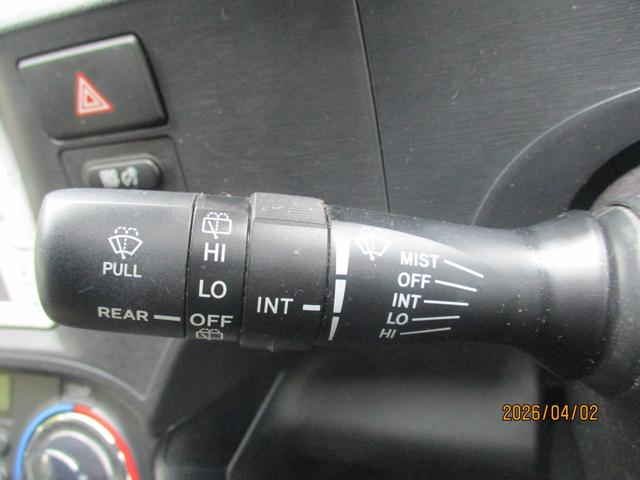 PULL
REAR
HI
LO
OFF
INT
MIST
OFF
INT
LO
HI
2026/04/02